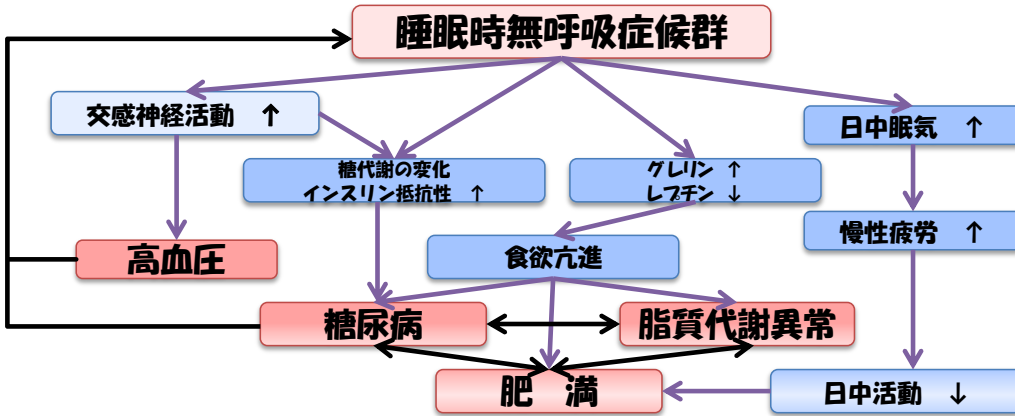 睡眠時無呼吸症候群
交感神経活動 ↑
日中眠気 ↑
糖代謝の変化
インスリン抵抗性 ↑
グレリン ↑
レプチン ↓
慢性疲労 ↑
高血圧
食欲亢進
糖尿病
脂質代謝異常
肥 満
日中活動 ↓